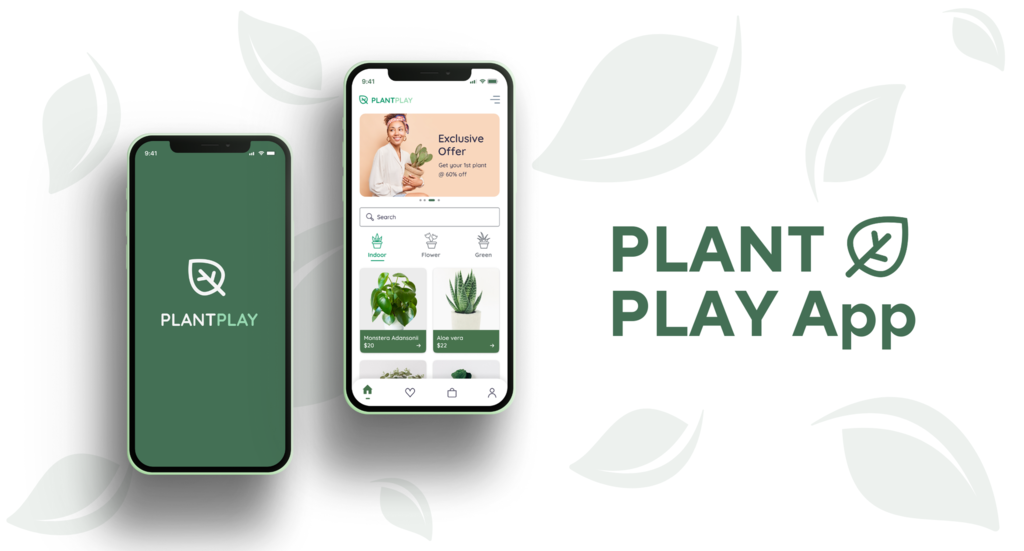 9:41
PLANTPLAY
9:41
PLANTPLAY
Exclusive
Offer
Get your 1st plant
@ 60% off
Search
Indoor
Flower
Green
Monstera Adansonii
$20
Aloe vera
$22
PLANT
PLAY App